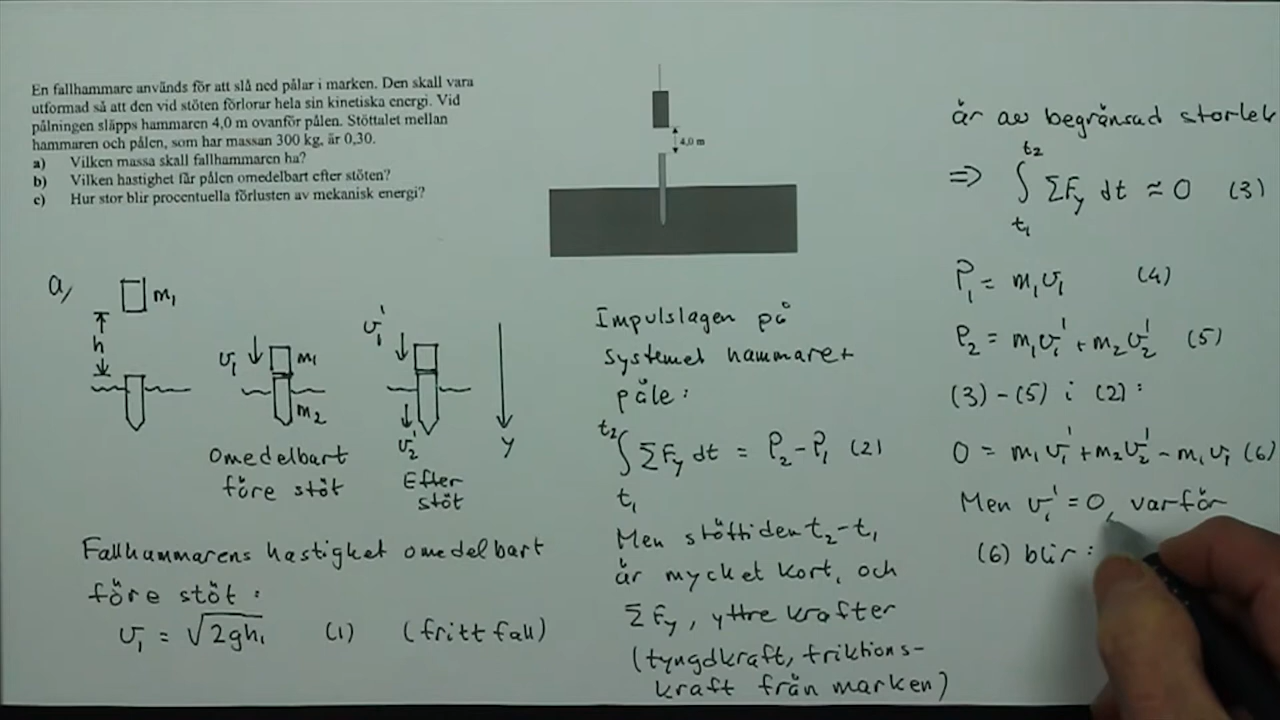 En fallhammare används för att slå ned pålar i marken. Den skall vara
utformad så att den vid stöten förlorar hela sin kinetiska energi. Vid
pålningen släpps hammaren 4,0 m ovanför pålen. Stöttalet mellan
hammaren och pålen, som har massan 300 kg, är 0,30.
a) Vilken massa skall fallhammaren ha?
b) Vilken hastighet får pålen omedelbart efter stöten?
c) Hur stor blir procentuella förlusten av mekanisk energi?
4,0 m
a,
m₁
h
v₁
m₁
m₂
Omedelbart
före stöt
v₁'
v₂'
Efter
stöt
y
Fallhammarens hastighet omedelbart
före stöt:
v₁ = √2gh, (1) (fritt fall)
Impulslagen på
systemet hammare+
påle:
t₂
∫ ΣFy dt = P₂-P₁ (2)
t₁
Men stöttiden t₂-t₁
är mycket kort, och
ΣFy, yttre krafter
(tyngdkraft, friktions-
kraft från marken)
är av begränsad storlek
t₂
⇒ ∫ ΣFy dt ≈ 0 (3)
t₁
P₁ = m₁v₁ (4)
P₂ = m₁v₁' + m₂v₂' (5)
(3)-(5) i (2):
0 = m₁v₁' + m₂v₂' - m₁v₁ (6)
Men v₁' = 0, varför
(6) blir: